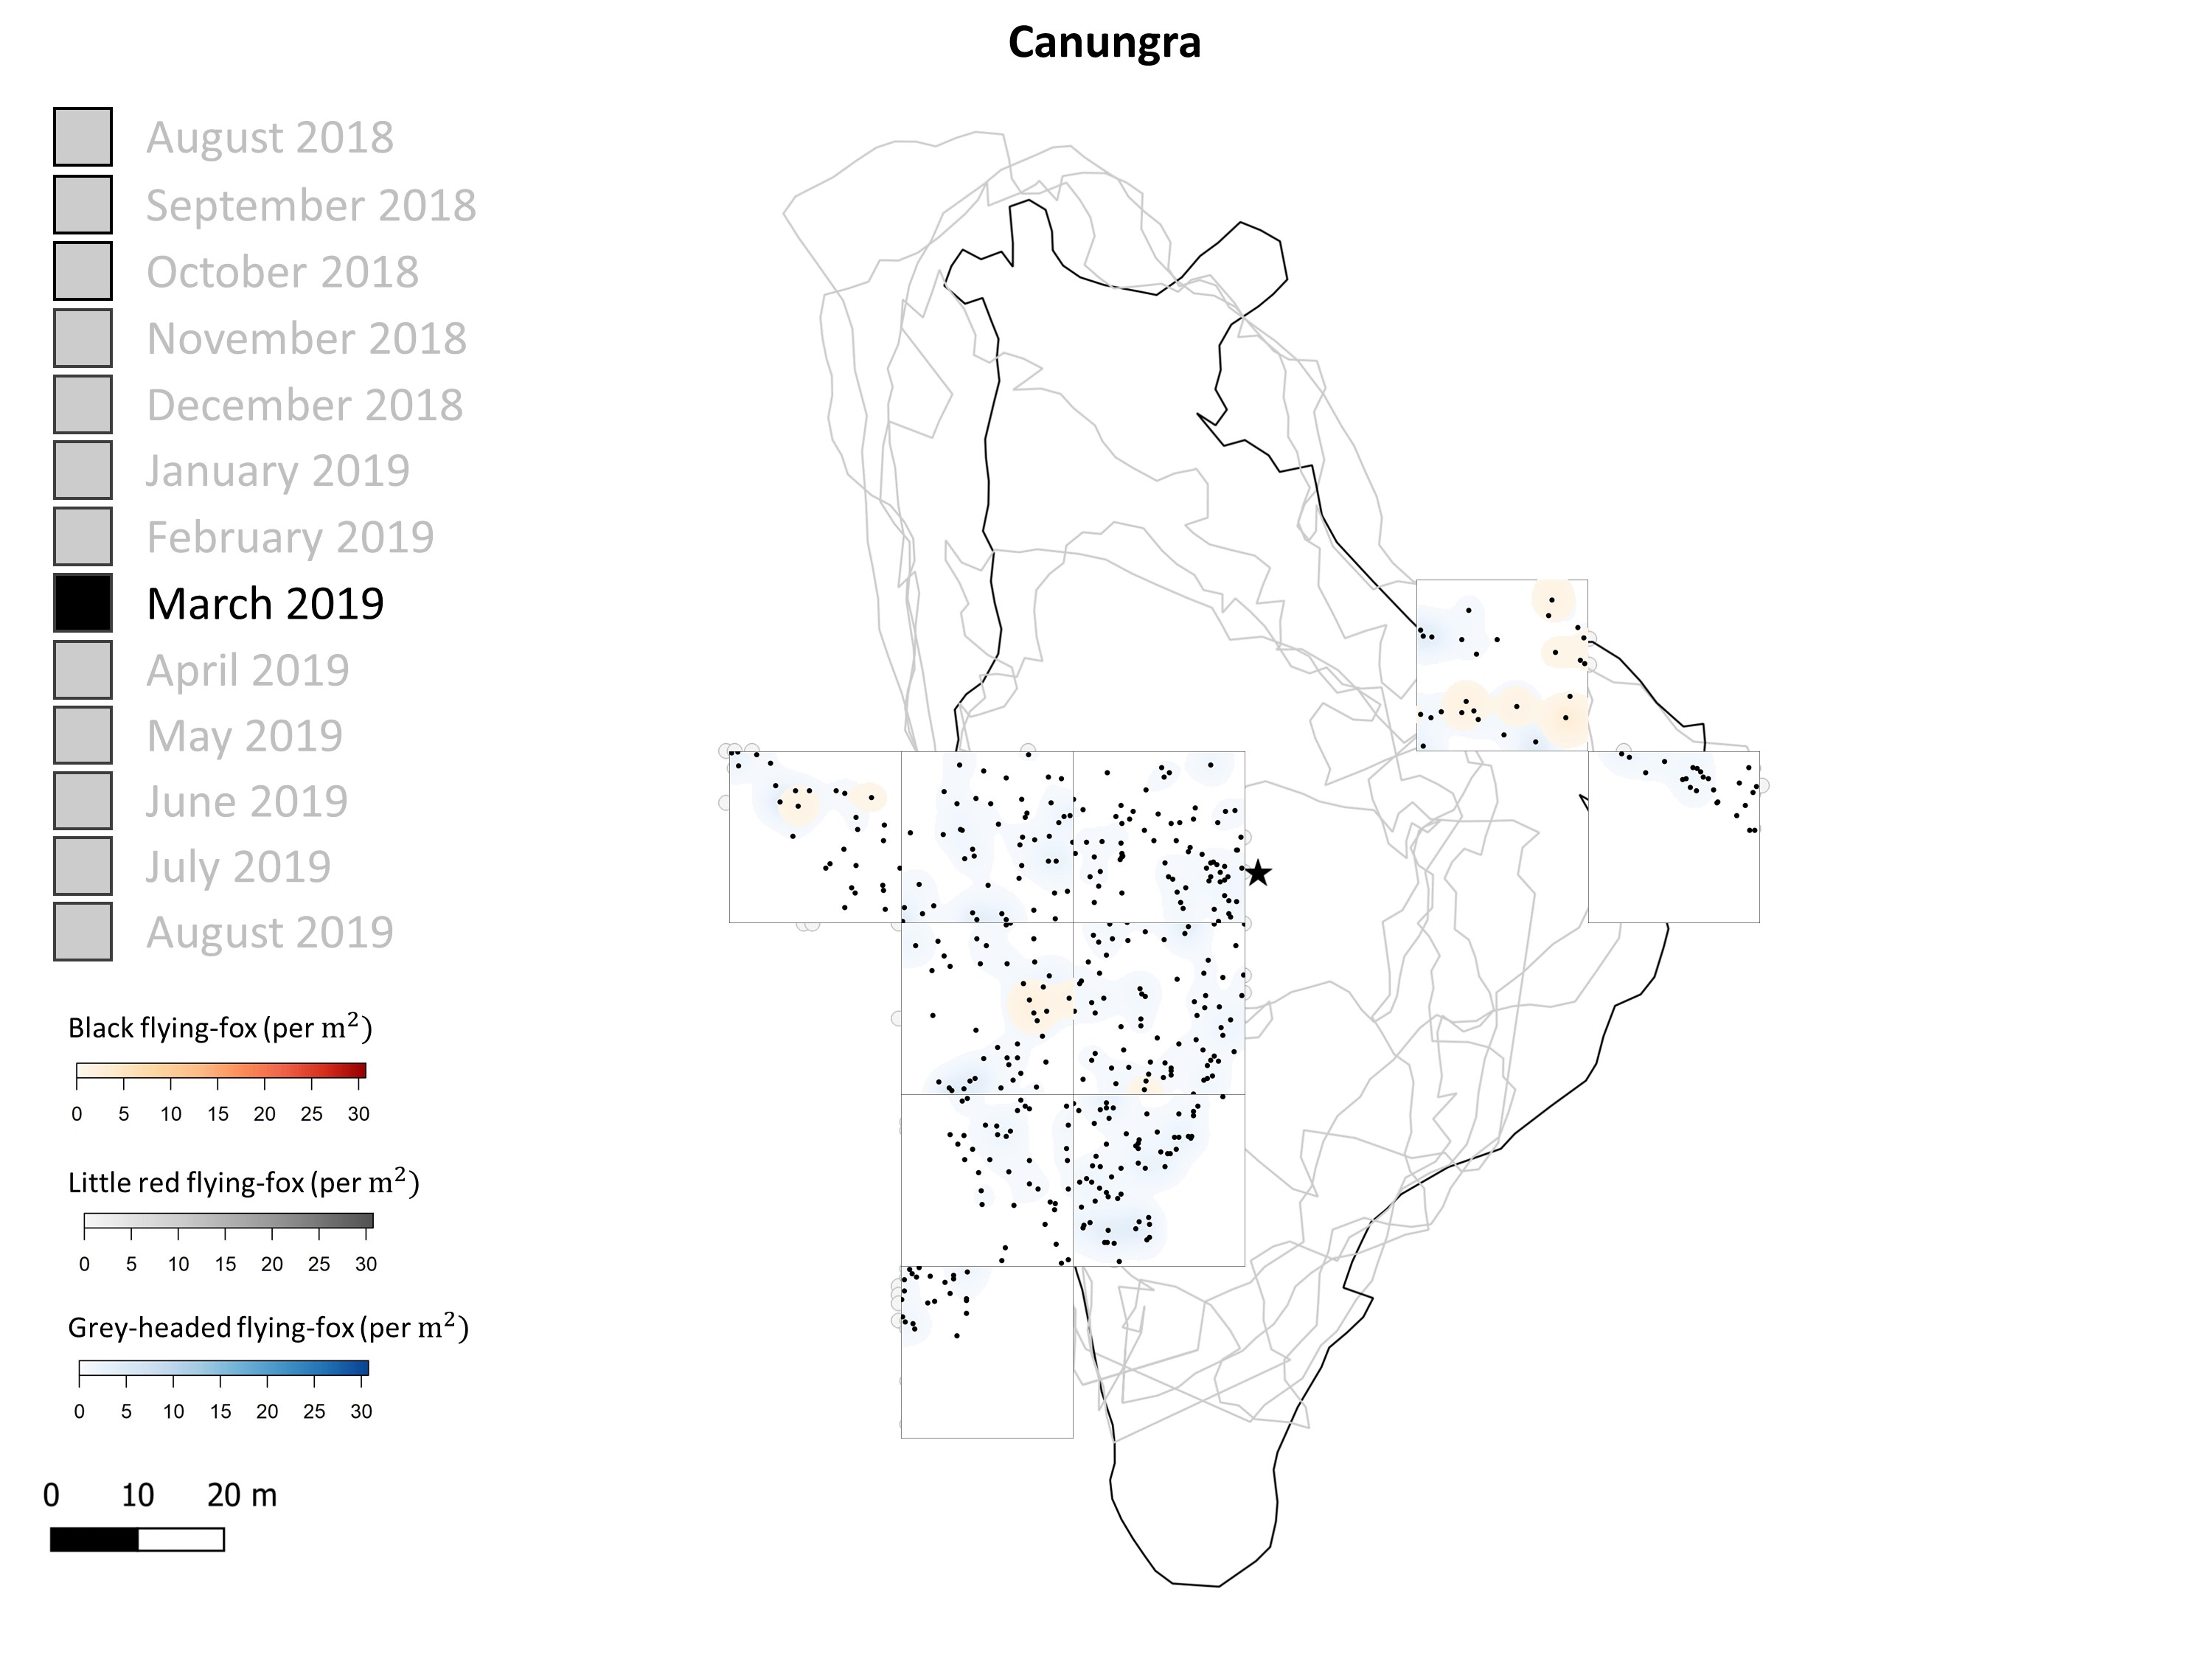 Canungra
August 2018
September 2018
October 2018
November 2018
December 2018
January 2019
February 2019
March 2019
April 2019
May 2019
June 2019
July 2019
August 2019
Black flying-fox (per m²)
0 5 10 15 20 25 30
Little red flying-fox (per m²)
0 5 10 15 20 25 30
Grey-headed flying-fox (per m²)
0 5 10 15 20 25 30
0 10 20 m